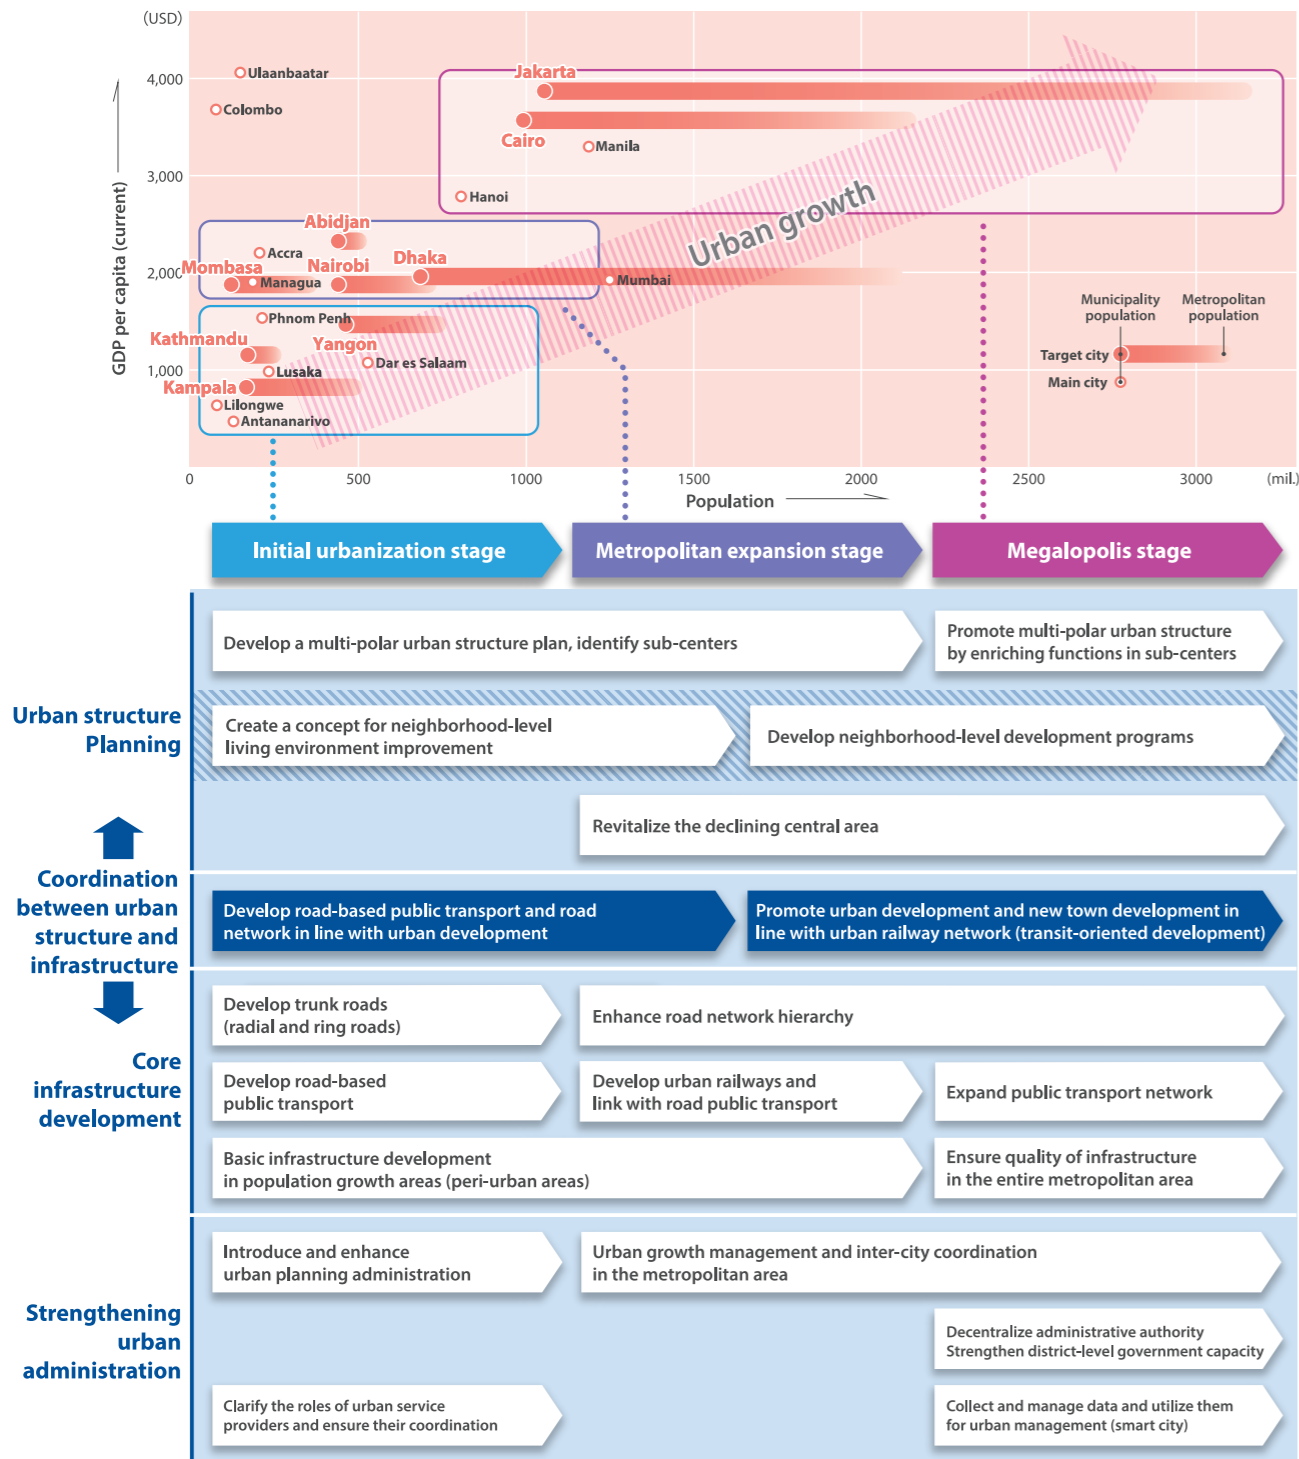 (USD)
4,000
3,000
2,000
1,000
GDP per capita (current)
Ulaanbaatar
Colombo
Jakarta
Cairo
Manila
Hanoi
Urban growth
Abidjan
Accra
Dhaka
Mombasa
Nairobi
Managua
Mumbai
Phnom Penh
Yangon
Kathmandu
Dar es Salaam
Lusaka
Kampala
Lilongwe
Antananarivo
Municipality
population
Metropolitan
population
Target city
Main city
0
500
1000
1500
2000
2500
3000
(mil.)
Population
Initial urbanization stage
Metropolitan expansion stage
Megalopolis stage
Urban structure
Planning
Develop a multi-polar urban structure plan, identify sub-centers
Promote multi-polar urban structure
by enriching functions in sub-centers
Create a concept for neighborhood-level
living environment improvement
Develop neighborhood-level development programs
Revitalize the declining central area
Coordination
between urban
structure and
infrastructure
Develop road-based public transport and road
network in line with urban development
Promote urban development and new town development in
line with urban railway network (transit-oriented development)
Core
infrastructure
development
Develop trunk roads
(radial and ring roads)
Enhance road network hierarchy
Develop road-based
public transport
Develop urban railways and
link with road public transport
Expand public transport network
Basic infrastructure development
in population growth areas (peri-urban areas)
Ensure quality of infrastructure
in the entire metropolitan area
Strengthening
urban
administration
Introduce and enhance
urban planning administration
Urban growth management and inter-city coordination
in the metropolitan area
Decentralize administrative authority
Strengthen district-level government capacity
Clarify the roles of urban service
providers and ensure their coordination
Collect and manage data and utilize them
for urban management (smart city)